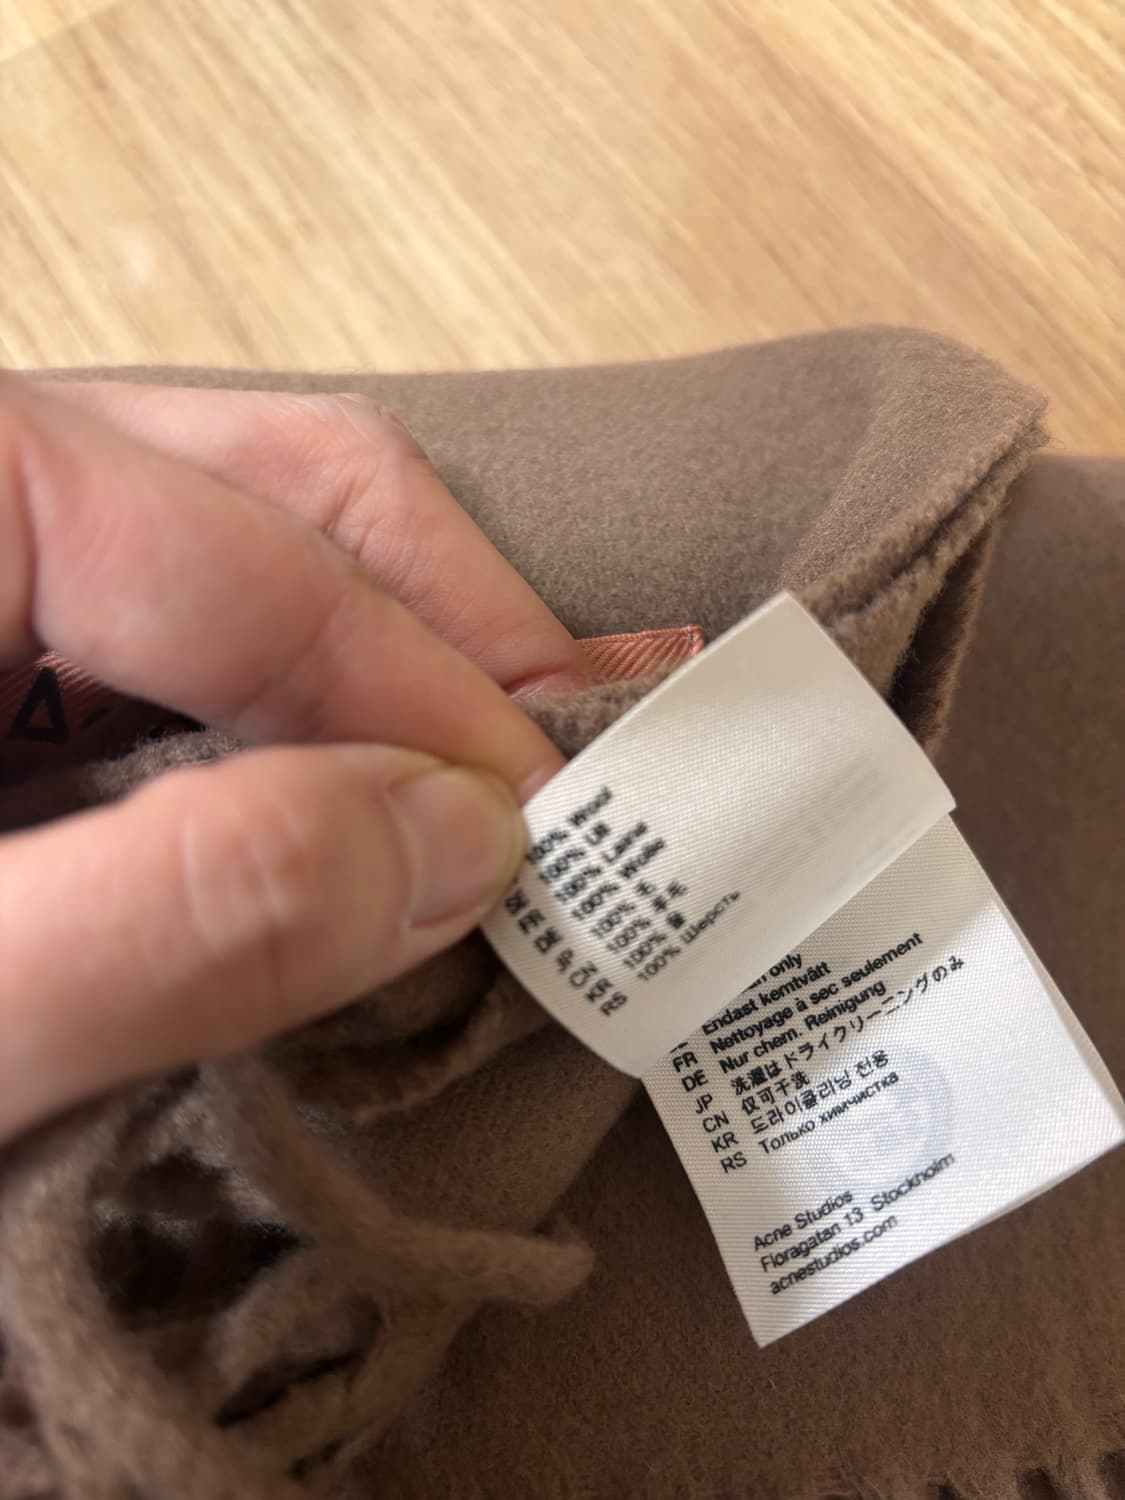 100% Wool
SE 100% Ull
FR 100% Laine
DE 100% Wolle
JP 100% 毛
CN 100% 羊毛
KR 100% 울
RS 100% Шерсть
only
Endast kemtvätt
FR Nettoyage à sec seulement
DE Nur chem. Reinigung
JP 洗濯はドライクリーニングのみ
CN 仅可干洗
KR 드라이클리닝 전용
RS Только химчистка
Acne Studios
Floragatan 13 Stockholm
acnestudios.com